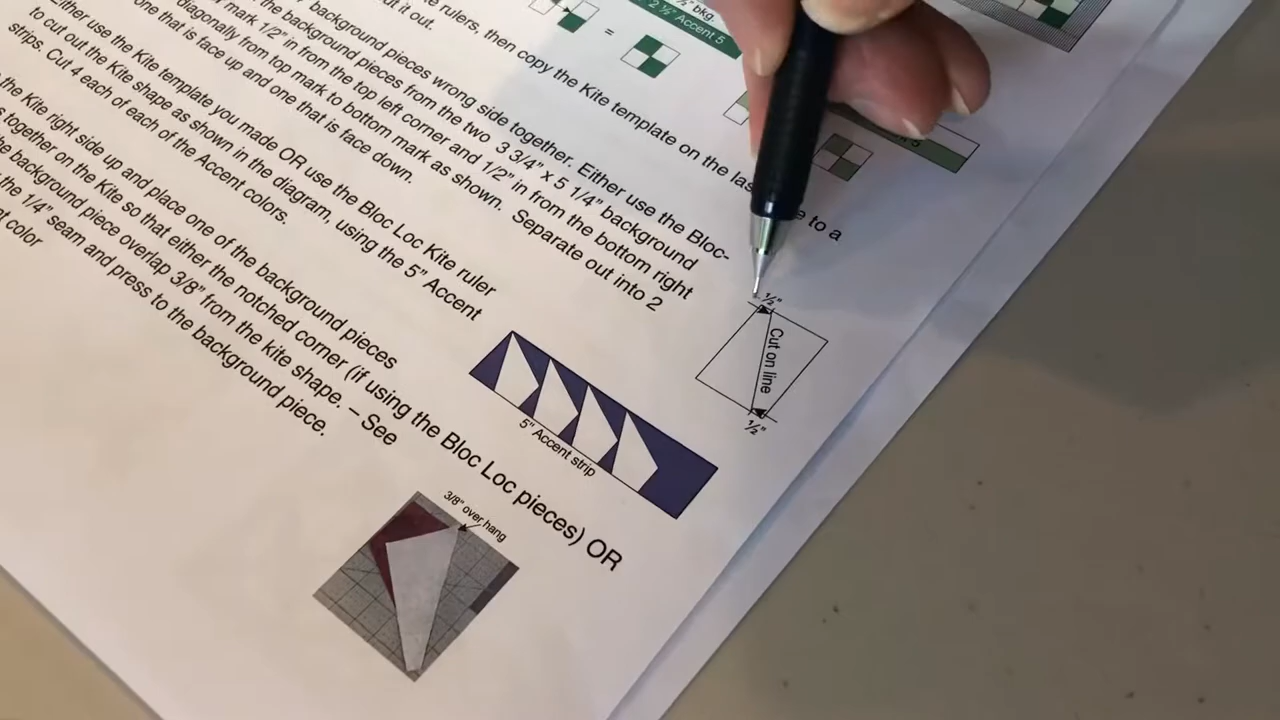 ½" bkg.
2 ½" Accent 5
=
rulers, then copy the Kite template on the
to a
cut it out.
background pieces wrong side together. Either use the Bloc-
the background pieces from the two 3 3/4" x 5 1/4" background
mark 1/2" in from the top left corner and 1/2" in from the bottom right
diagonally from top mark to bottom mark as shown. Separate out into 2
one that is face up and one that is face down.
Either use the Kite template you made OR use the Bloc Loc Kite ruler
to cut out the Kite shape as shown in the diagram, using the 5" Accent
strips. Cut 4 each of each of the Accent colors.
½"
Cut on line
½"
5" Accent strip
the Kite right side up and place one of the background pieces
together on the Kite so that either the notched corner (if using the Bloc Loc pieces) OR
background piece overlap 3/8" from the kite shape. – See
the 1/4" seam and press to the background piece.
color
3/8" over hang